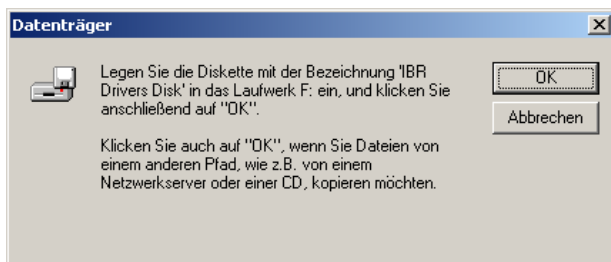 Datenträger
Legen Sie die Diskette mit der Bezeichnung 'IBR
Drivers Disk' in das Laufwerk F: ein, und klicken Sie
anschließend auf "OK".
Klicken Sie auch auf "OK", wenn Sie Dateien von
einem anderen Pfad, wie z.B. von einem
Netzwerkserver oder einer CD, kopieren möchten.
OK
Abbrechen